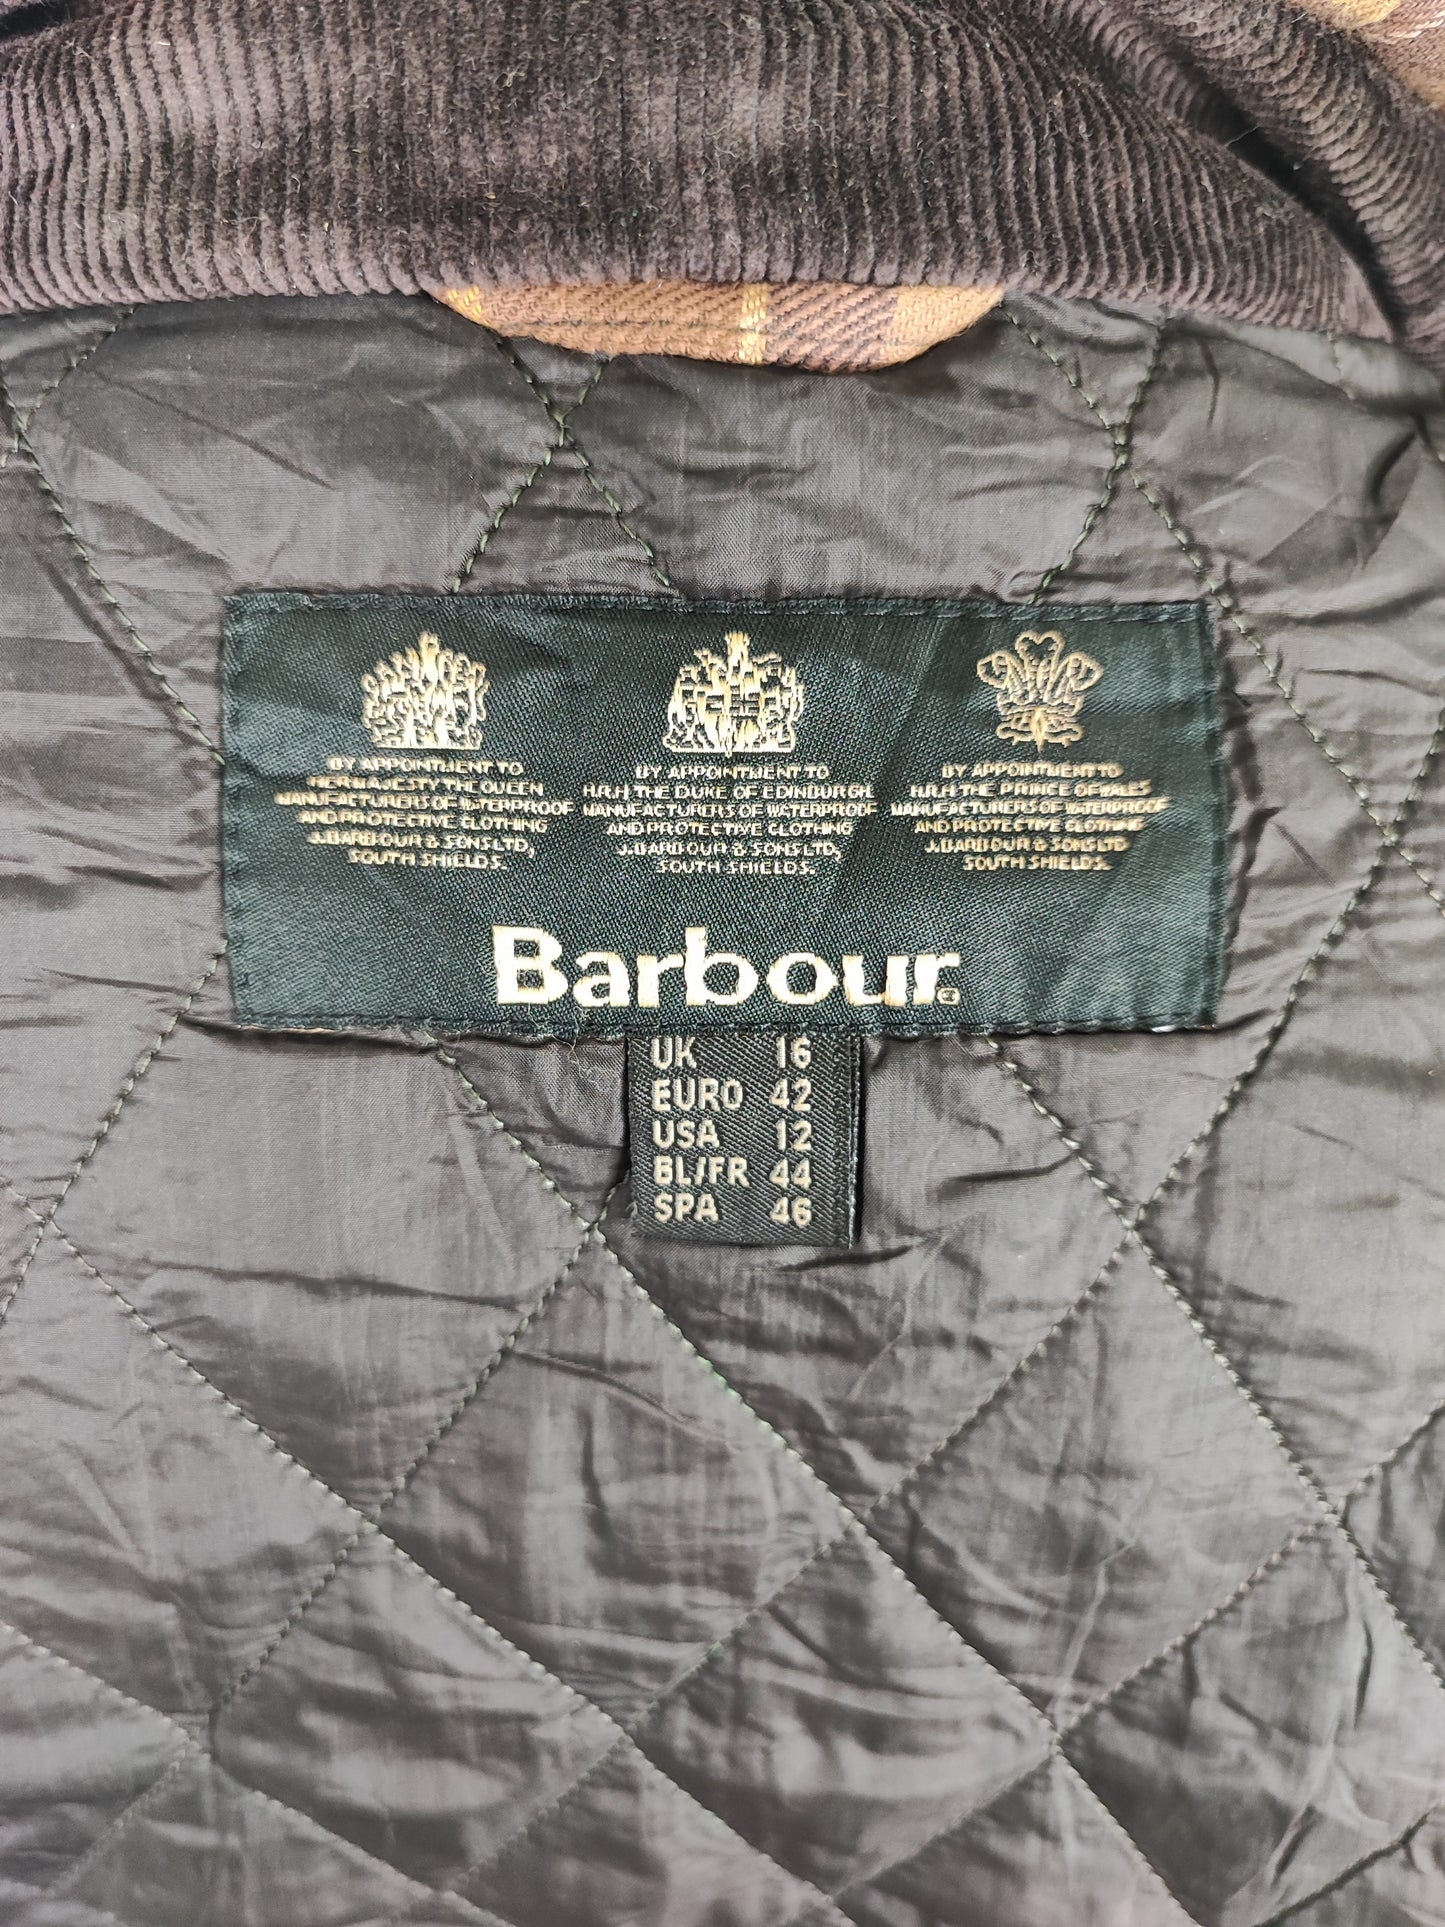 BY APPOINTMENT TO
HER MAJESTY THE QUEEN
MANUFACTURERS OF WATERPROOF
AND PROTECTIVE CLOTHING
J. BARBOUR & SONS LTD,
SOUTH SHIELDS.
BY APPOINTMENT TO
H.R.H THE DUKE OF EDINBURGH
MANUFACTURERS OF WATERPROOF
AND PROTECTIVE CLOTHING
J. BARBOUR & SONS LTD,
SOUTH SHIELDS.
BY APPOINTMENT TO
H.R.H THE PRINCE OF WALES
MANUFACTURERS OF WATERPROOF
AND PROTECTIVE CLOTHING
J. BARBOUR & SONS LTD
SOUTH SHIELDS.
Barbour®
UK 16
EURO 42
USA 12
BL/FR 44
SPA 46